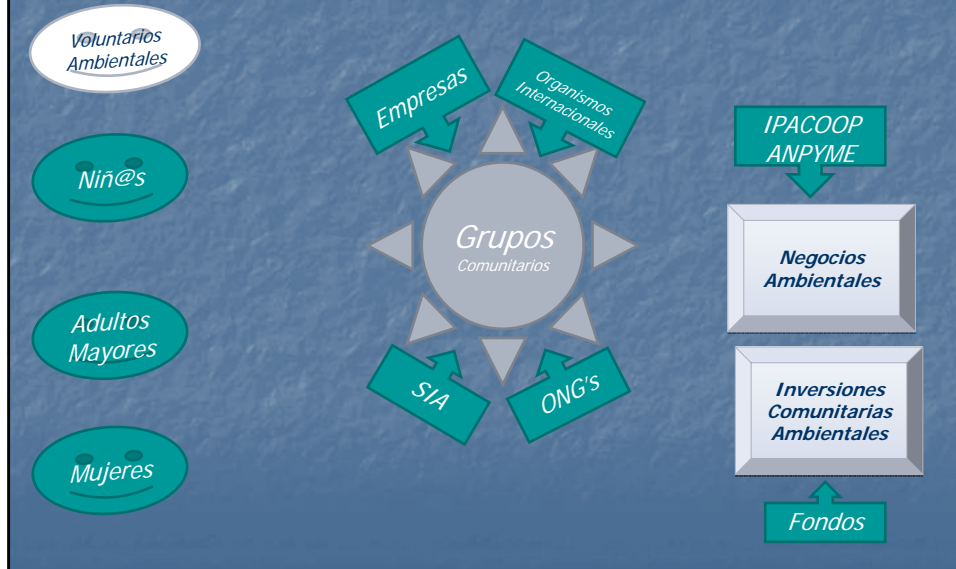 Voluntarios
Ambientales
Niñ@s
Adultos
Mayores
Mujeres
Empresas
Organismos
Internacionales
Grupos
Comunitarios
SIA
ONG's
IPACOOP
ANPYME
Negocios
Ambientales
Inversiones
Comunitarias
Ambientales
Fondos